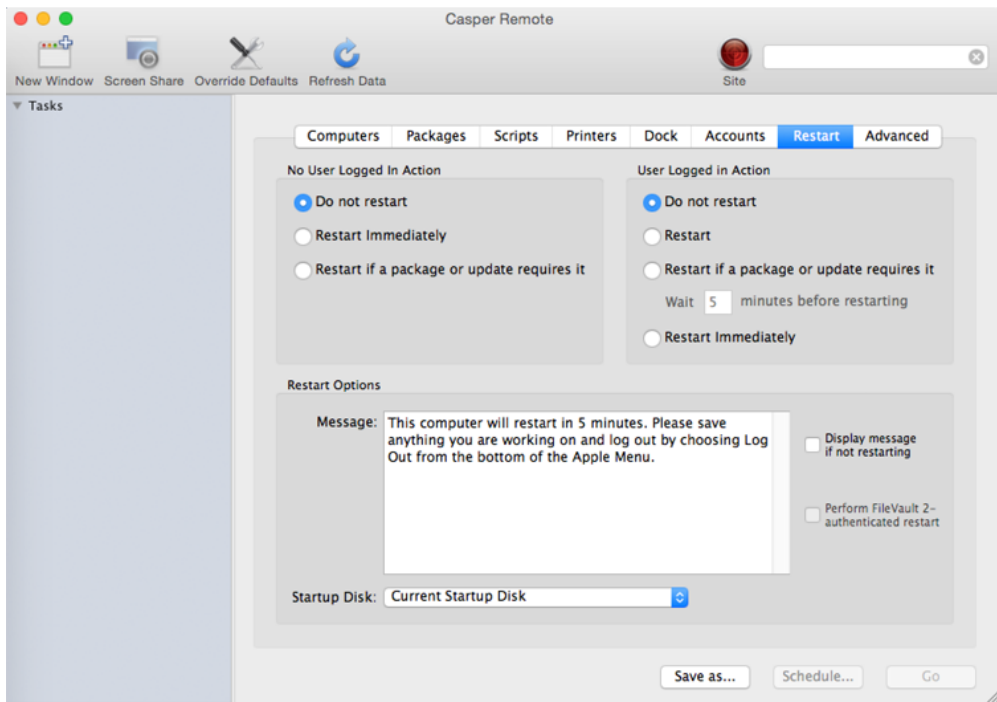 Casper Remote
New Window Screen Share Override Defaults Refresh Data Site
Tasks
Computers Packages Scripts Printers Dock Accounts Restart Advanced
No User Logged In Action
Do not restart
Restart Immediately
Restart if a package or update requires it
User Logged in Action
Do not restart
Restart
Restart if a package or update requires it
Wait 5 minutes before restarting
Restart Immediately
Restart Options
Message: This computer will restart in 5 minutes. Please save
anything you are working on and log out by choosing Log
Out from the bottom of the Apple Menu.
Display message
if not restarting
Perform FileVault 2-
authenticated restart
Startup Disk: Current Startup Disk
Save as... Schedule... Go